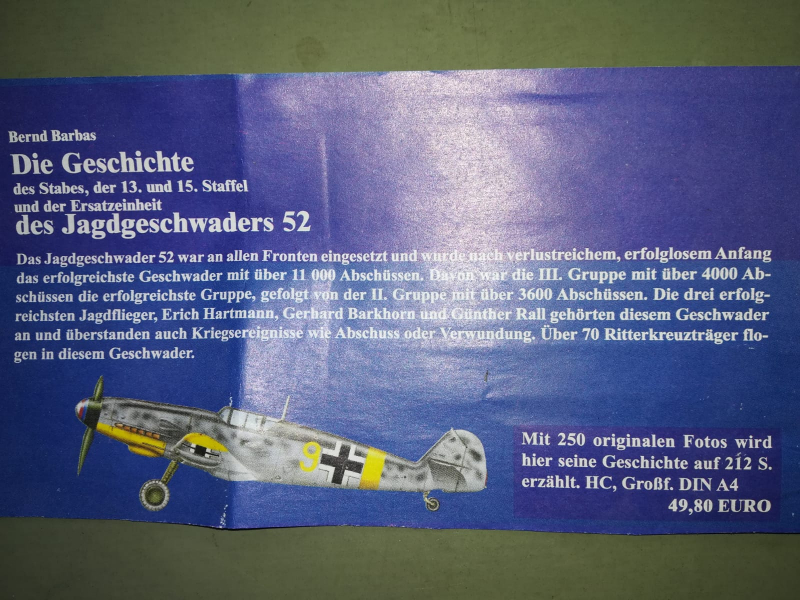 Bernd Barbas
Die Geschichte
des Stabes, der 13. und 15. Staffel
und der Ersatzeinheit
des Jagdgeschwaders 52
Das Jagdgeschwader 52 war an allen Fronten eingesetzt und wurde nach verlustreichem, erfolglosem Anfang
das erfolgreichste Geschwader mit über 11 000 Abschüssen. Davon war die III. Gruppe mit über 4000 Ab-
schüssen die erfolgreichste Gruppe, gefolgt von der II. Gruppe mit über 3600 Abschüssen. Die drei erfolg-
reichsten Jagdflieger, Erich Hartmann, Gerhard Barkhorn und Günther Rall gehörten diesem Geschwader
an und überstanden auch Kriegsereignisse wie Abschuss oder Verwundung. Über 70 Ritterkreuzträger flo-
gen in diesem Geschwader.
9
Mit 250 originalen Fotos wird
hier seine Geschichte auf 212 S.
erzählt. HC, Großf. DIN A4
49,80 EURO